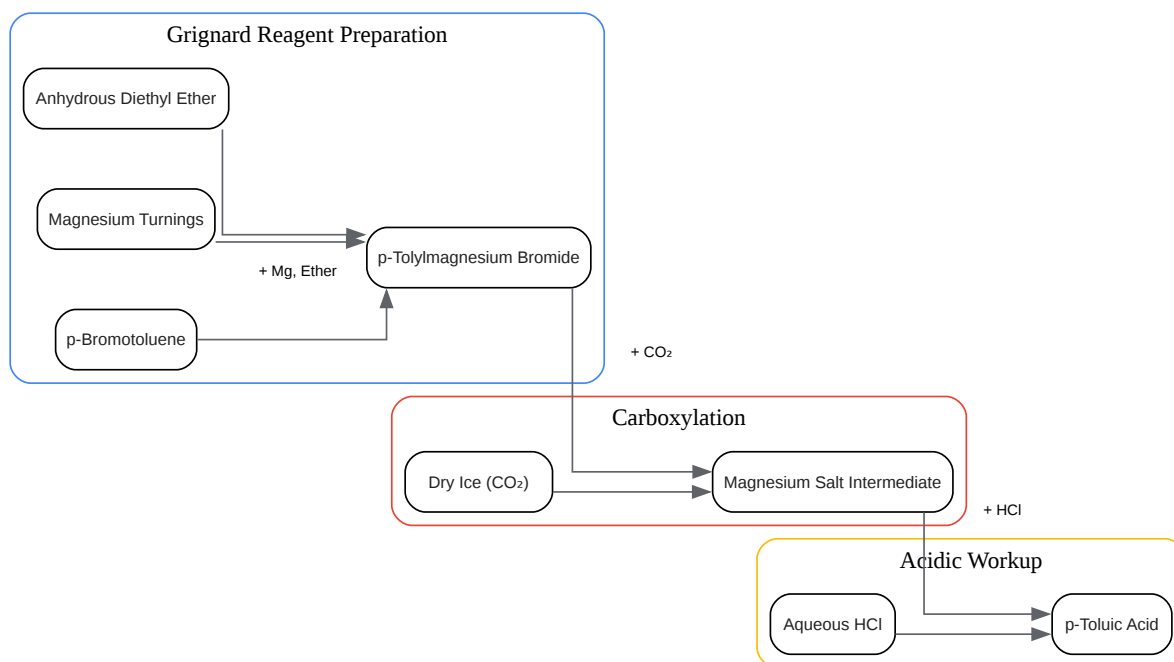 Grignard Reagent Preparation
Anhydrous Diethyl Ether
Magnesium Turnings
p-Tolylmagnesium Bromide
+ Mg, Ether
p-Bromotoluene
+ CO₂
Carboxylation
Dry Ice (CO₂)
Magnesium Salt Intermediate
+ HCl
Acidic Workup
Aqueous HCl
p-Toluic Acid